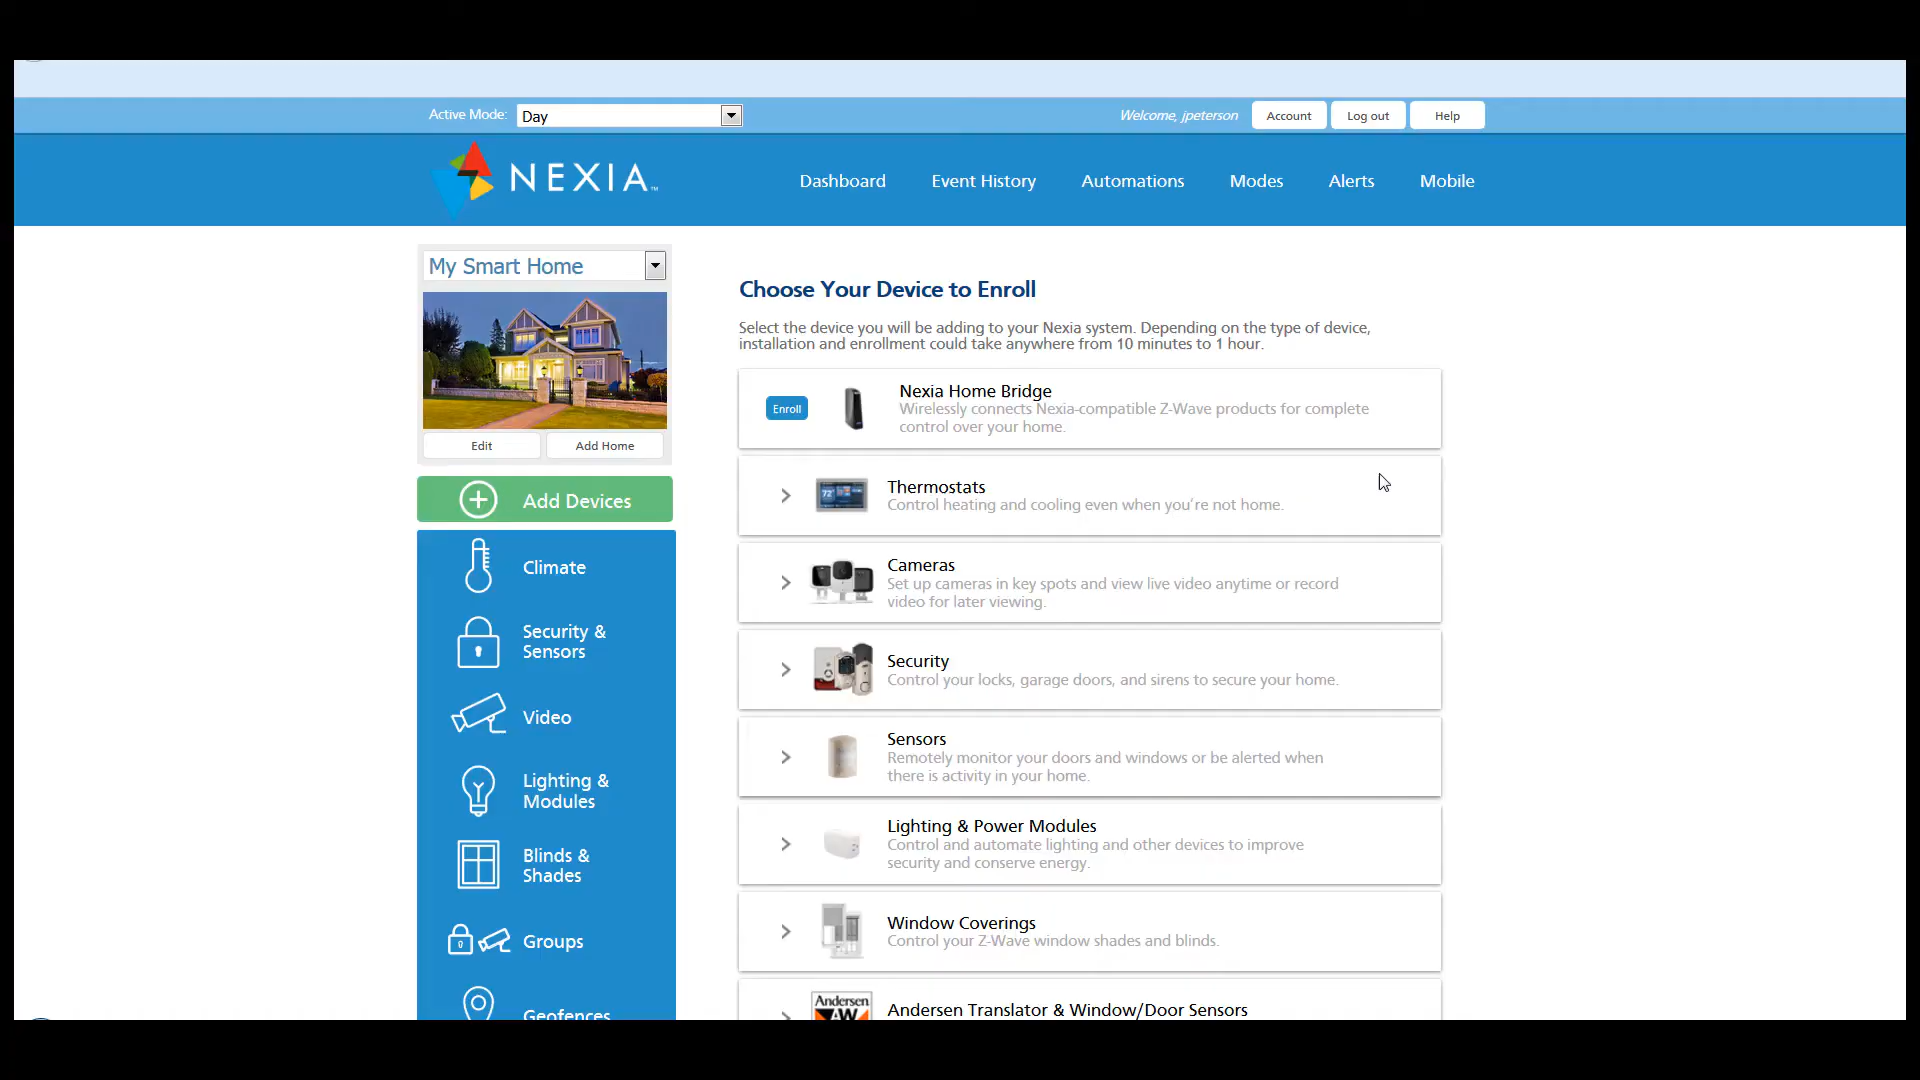 Active Mode: Day
Welcome, jpeterson
Account
Log out
Help
NEXIA™
Dashboard
Event History
Automations
Modes
Alerts
Mobile
My Smart Home
Edit
Add Home
Add Devices
Climate
Security &
Sensors
Video
Lighting &
Modules
Blinds &
Shades
Groups
Geofences
Choose Your Device to Enroll
Select the device you will be adding to your Nexia system. Depending on the type of device,
installation and enrollment could take anywhere from 10 minutes to 1 hour.
Enroll
Nexia Home Bridge
Wirelessly connects Nexia-compatible Z-Wave products for complete
control over your home.
72°
Thermostats
Control heating and cooling even when you're not home.
Cameras
Set up cameras in key spots and view live video anytime or record
video for later viewing.
Security
Control your locks, garage doors, and sirens to secure your home.
Sensors
Remotely monitor your doors and windows or be alerted when
there is activity in your home.
Lighting & Power Modules
Control and automate lighting and other devices to improve
security and conserve energy.
Window Coverings
Control your Z-Wave window shades and blinds.
Andersen
AW
Andersen Translator & Window/Door Sensors